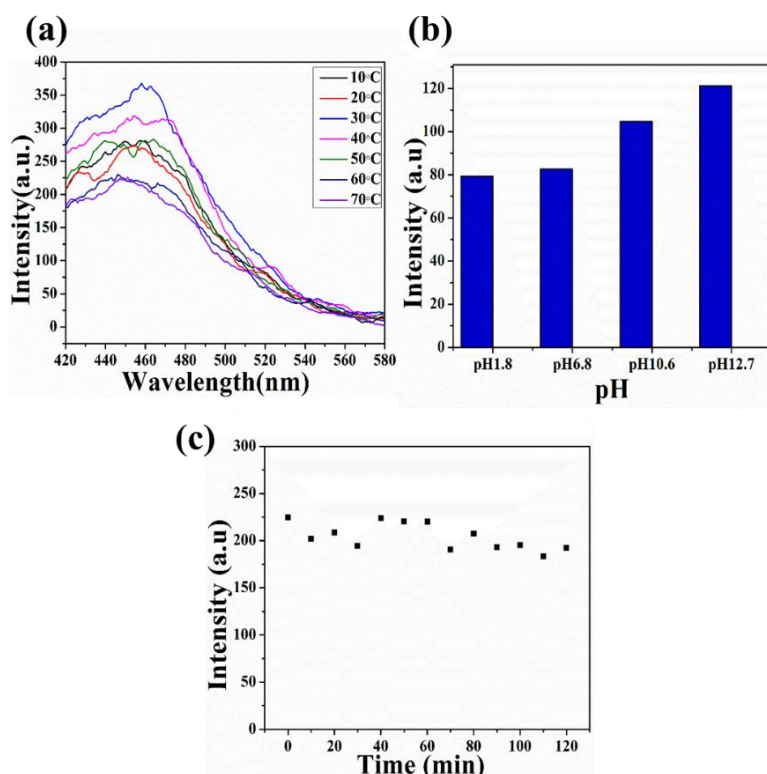 (a)
400
350
300
250
200
150
100
50
0
Intensity(a.u.)
10°C
20°C
30°C
40°C
50°C
60°C
70°C
420 440 460 480 500 520 540 560 580
Wavelength(nm)
(b)
120
100
80
60
40
20
0
Intensity (a.u)
pH1.8 pH6.8 pH10.6 pH12.7
pH
(c)
300
250
200
150
100
50
0
Intensity (a.u)
0 20 40 60 80 100 120
Time (min)